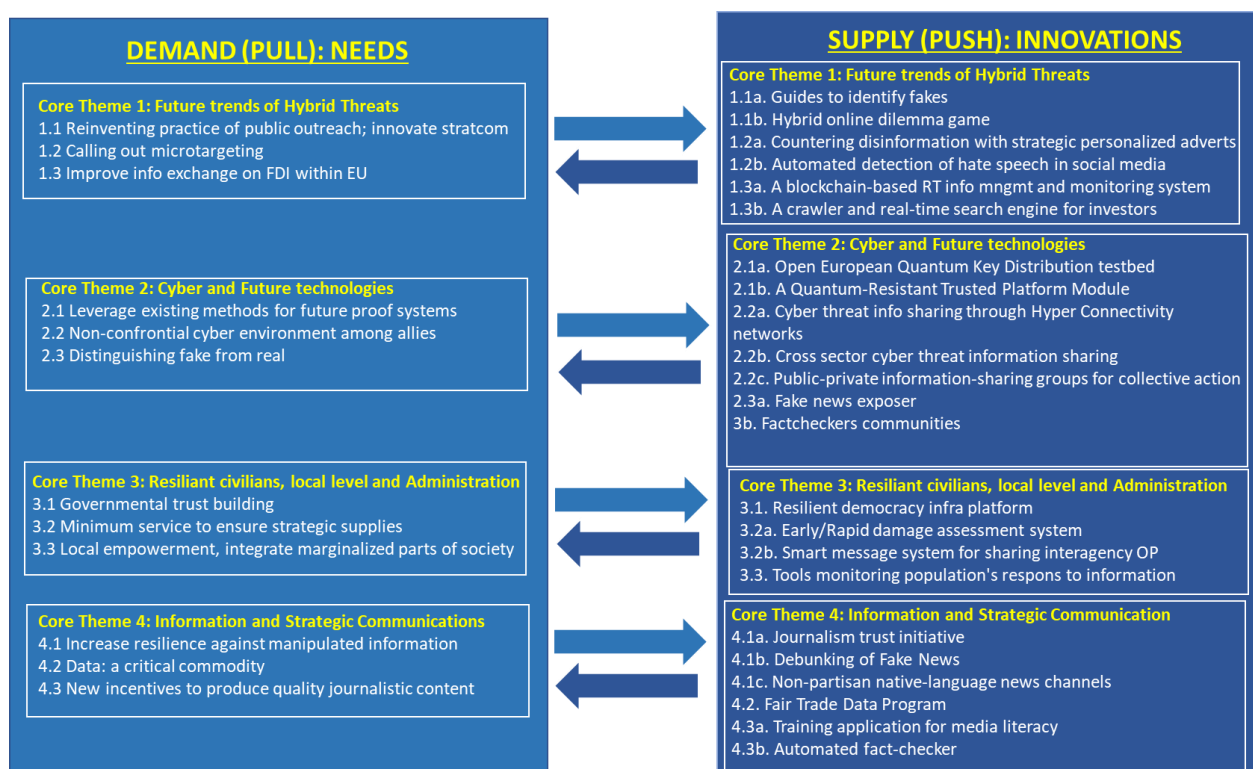 DEMAND (PULL): NEEDS
Core Theme 1: Future trends of Hybrid Threats
1.1 Reinventing practice of public outreach; innovate stratcom
1.2 Calling out microtargeting
1.3 Improve info exchange on FDI within EU
Core Theme 2: Cyber and Future technologies
2.1 Leverage existing methods for future proof systems
2.2 Non-confrontial cyber environment among allies
2.3 Distinguishing fake from real
Core Theme 3: Resiliant civilians, local level and Administration
3.1 Governmental trust building
3.2 Minimum service to ensure strategic supplies
3.3 Local empowerment, integrate marginalized parts of society
Core Theme 4: Information and Strategic Communications
4.1 Increase resilience against manipulated information
4.2 Data: a critical commodity
4.3 New incentives to produce quality journalistic content
SUPPLY (PUSH): INNOVATIONS
Core Theme 1: Future trends of Hybrid Threats
1.1a. Guides to identify fakes
1.1b. Hybrid online dilemma game
1.2a. Countering disinformation with strategic personalized adverts
1.2b. Automated detection of hate speech in social media
1.3a. A blockchain-based RT info mngmt and monitoring system
1.3b. A crawler and real-time search engine for investors
Core Theme 2: Cyber and Future technologies
2.1a. Open European Quantum Key Distribution testbed
2.1b. A Quantum-Resistant Trusted Platform Module
2.2a. Cyber threat info sharing through Hyper Connectivity
networks
2.2b. Cross sector cyber threat information sharing
2.2c. Public-private information-sharing groups for collective action
2.3a. Fake news exposer
3b. Factcheckers communities
Core Theme 3: Resiliant civilians, local level and Administration
3.1. Resilient democracy infra platform
3.2a. Early/Rapid damage assessment system
3.2b. Smart message system for sharing interagency OP
3.3. Tools monitoring population's respons to information
Core Theme 4: Information and Strategic Communication
4.1a. Journalism trust initiative
4.1b. Debunking of Fake News
4.1c. Non-partisan native-language news channels
4.2. Fair Trade Data Program
4.3a. Training application for media literacy
4.3b. Automated fact-checker